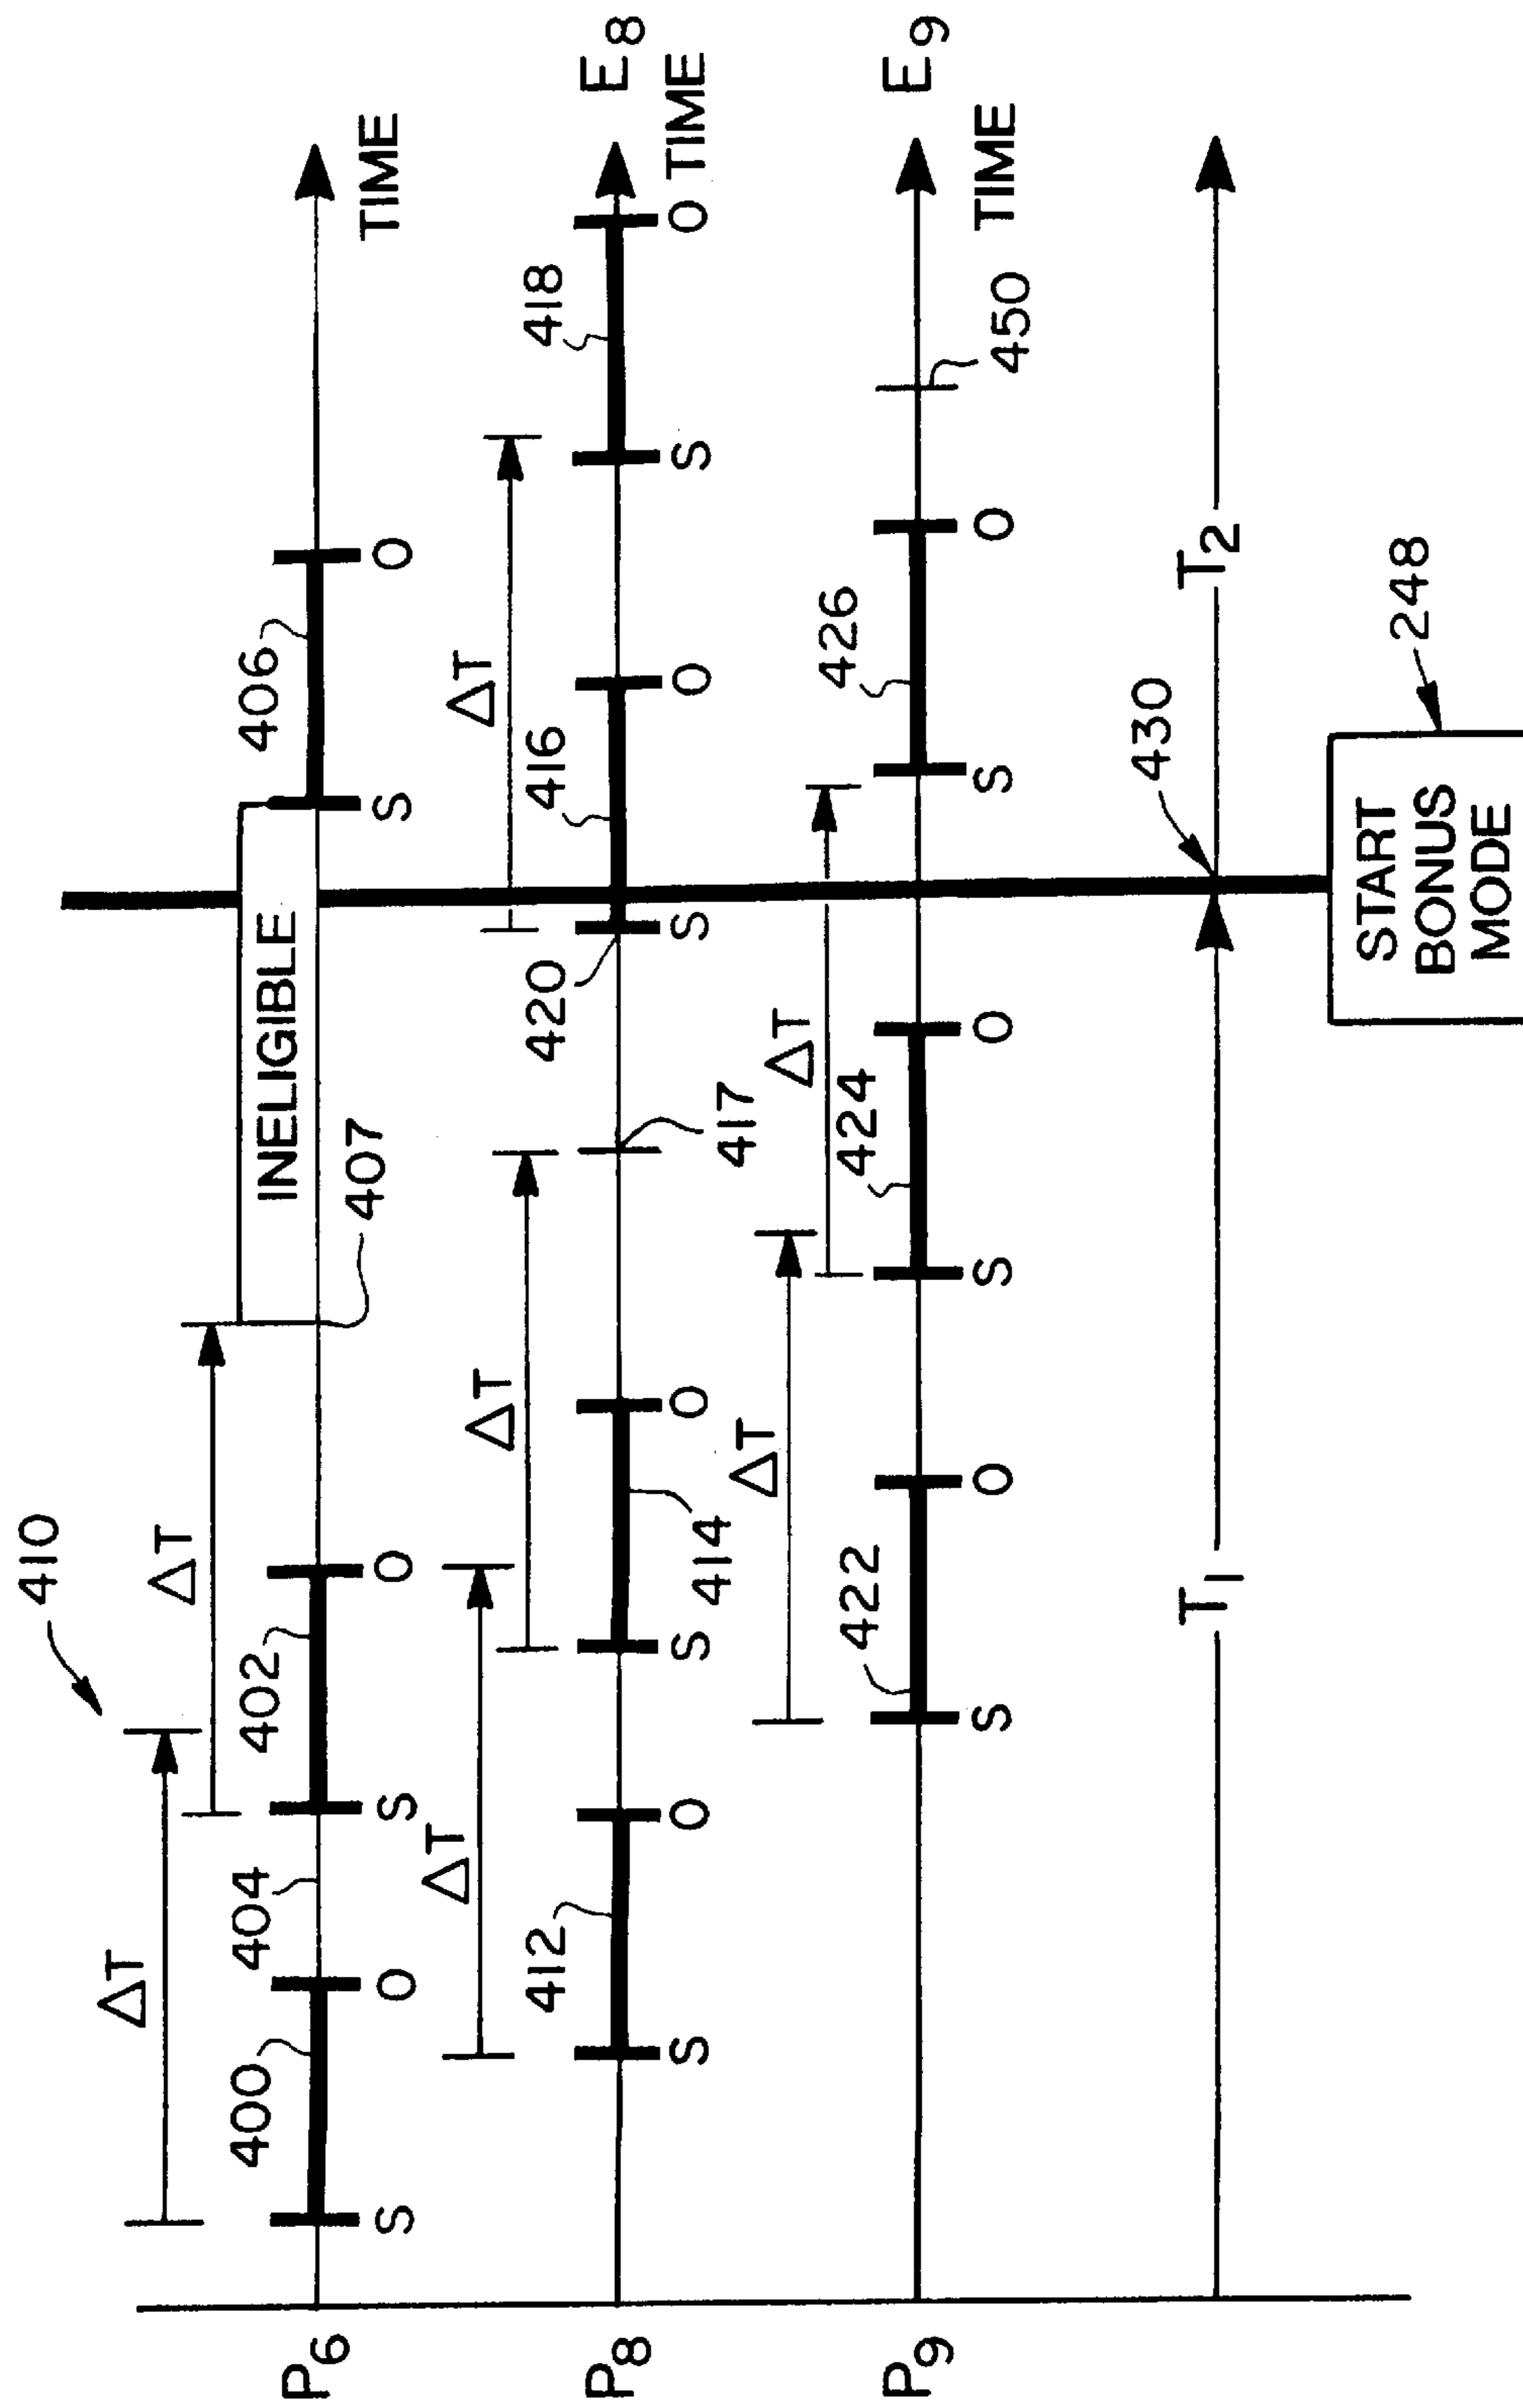 410
ΔT
ΔT
400
404
402
INELIGIBLE
406
P6
S
O
S
O
407
S
O
TIME
ΔT
ΔT
ΔT
412
420
416
418
E8
P8
S
O
S
414
O
417
S
O
S
O
TIME
ΔT
ΔT
422
424
426
E9
P9
S
O
S
O
S
O
450
TIME
430
T1
T2
248
START
BONUS
MODE